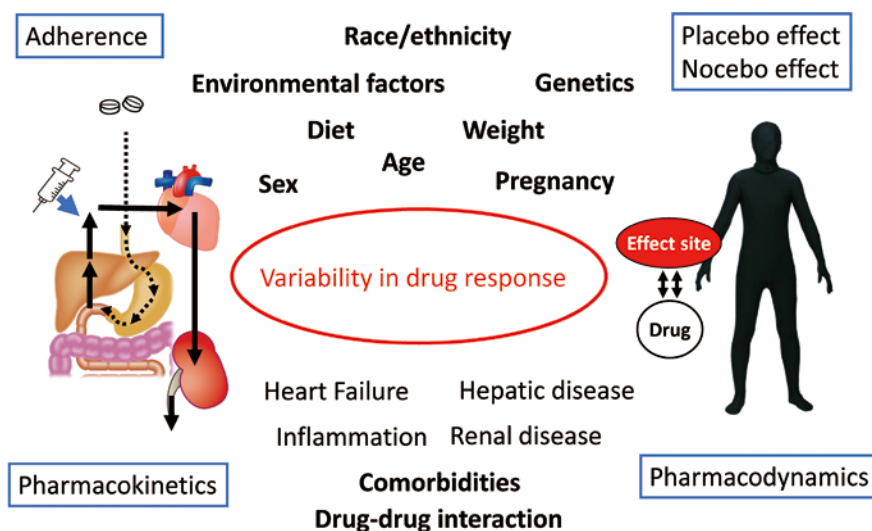 Adherence
Race/ethnicity
Placebo effect
Nocebo effect
Environmental factors
Genetics
Diet
Weight
Age
Sex
Pregnancy
Effect site
Variability in drug response
Drug
Heart Failure
Hepatic disease
Inflammation
Renal disease
Pharmacokinetics
Comorbidities
Pharmacodynamics
Drug-drug interaction